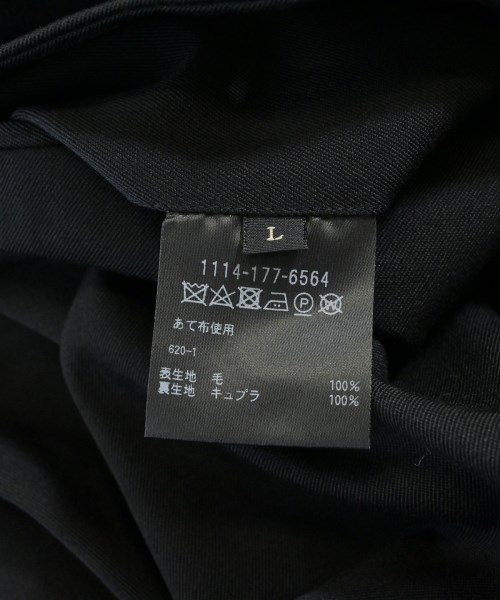 L
1114-177-6564
P W
あて布使用
620-1
表生地 毛 100%
裏生地 キュプラ 100%